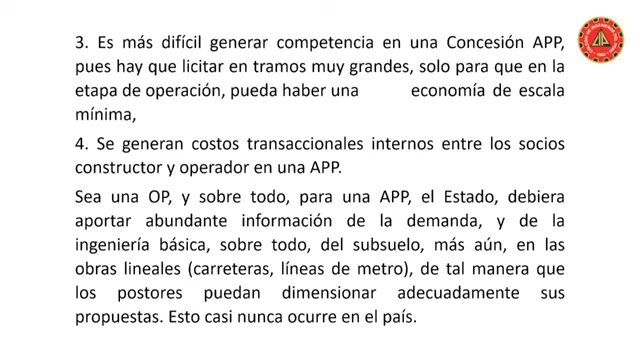 3. Es más difícil generar competencia en una Concesión APP,
pues hay que licitar en tramos muy grandes, solo para que en la
etapa de operación, pueda haber una economía de escala
mínima,
4. Se generan costos transaccionales internos entre los socios
constructor y operador en una APP.
Sea una OP, y sobre todo, para una APP, el Estado, debiera
aportar abundante información de la demanda, y de la
ingeniería básica, sobre todo, del subsuelo, más aún, en las
obras lineales (carreteras, líneas de metro), de tal manera que
los postores puedan dimensionar adecuadamente sus
propuestas. Esto casi nunca ocurre en el país.